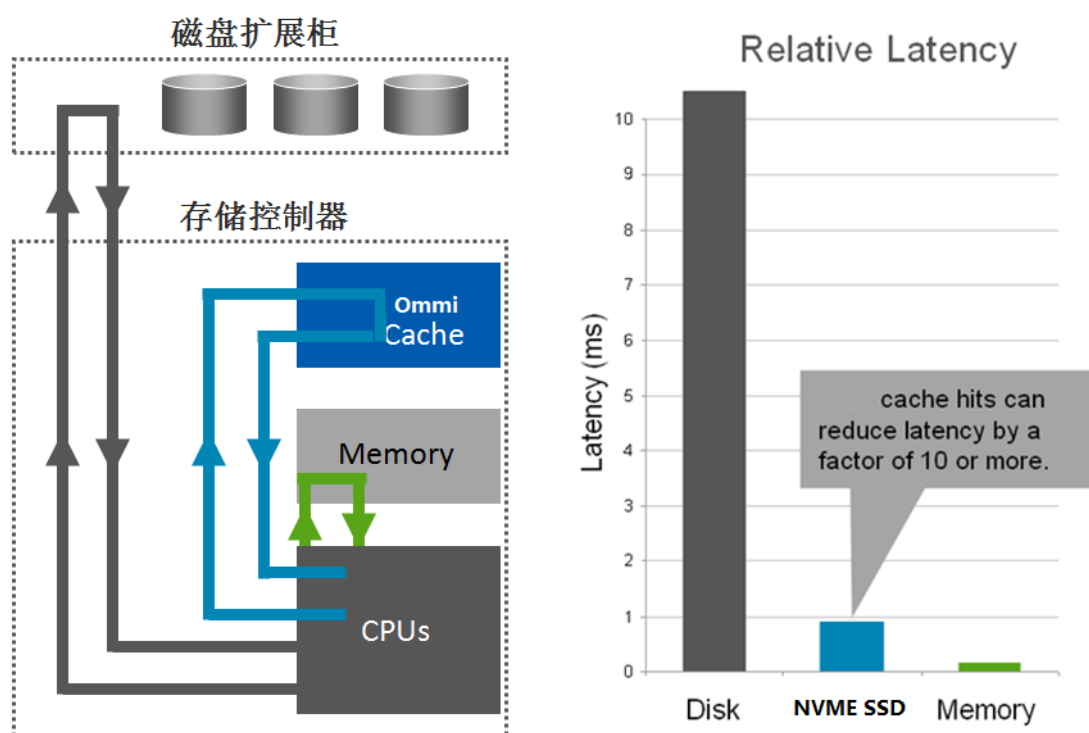 磁盘扩展柜
存储控制器
Ommi
Cache
Memory
CPUs
Relative Latency
Latency (ms)
10
9
8
7
6
5
4
3
2
1
0
cache hits can
reduce latency by a
factor of 10 or more.
Disk
NVME SSD
Memory